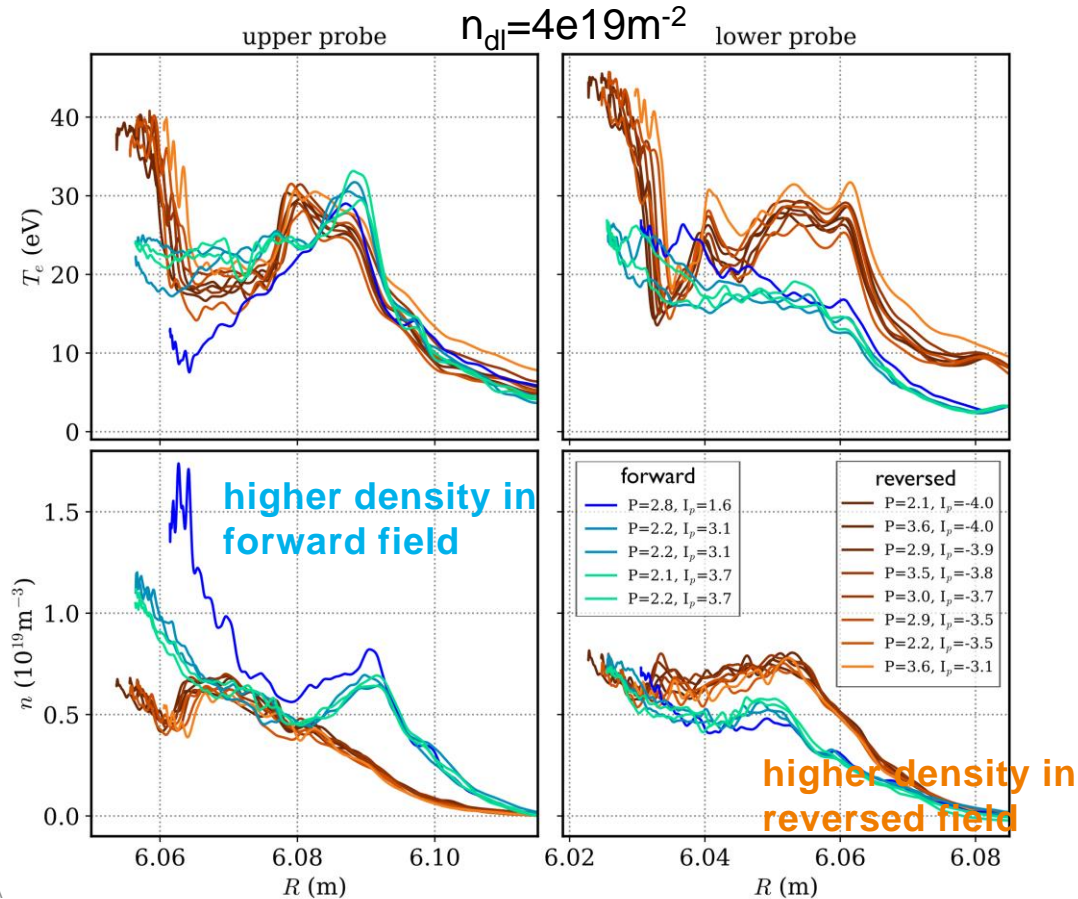 n_dl=4e19m^-2
upper probe
lower probe
T_e (eV)
40
30
20
10
0
higher density in
forward field
n (10^19 m^−3)
1.5
1.0
0.5
0.0
forward
P=2.8, I_p=1.6
P=2.2, I_p=3.1
P=2.2, I_p=3.1
P=2.1, I_p=3.7
P=2.2, I_p=3.7
reversed
P=2.1, I_p=-4.0
P=3.6, I_p=-4.0
P=2.9, I_p=-3.9
P=3.5, I_p=-3.8
P=3.0, I_p=-3.7
P=2.9, I_p=-3.5
P=2.2, I_p=-3.5
P=3.6, I_p=-3.1
higher density in
reversed field
6.06 6.08 6.10
6.02 6.04 6.06 6.08
R (m)
R (m)